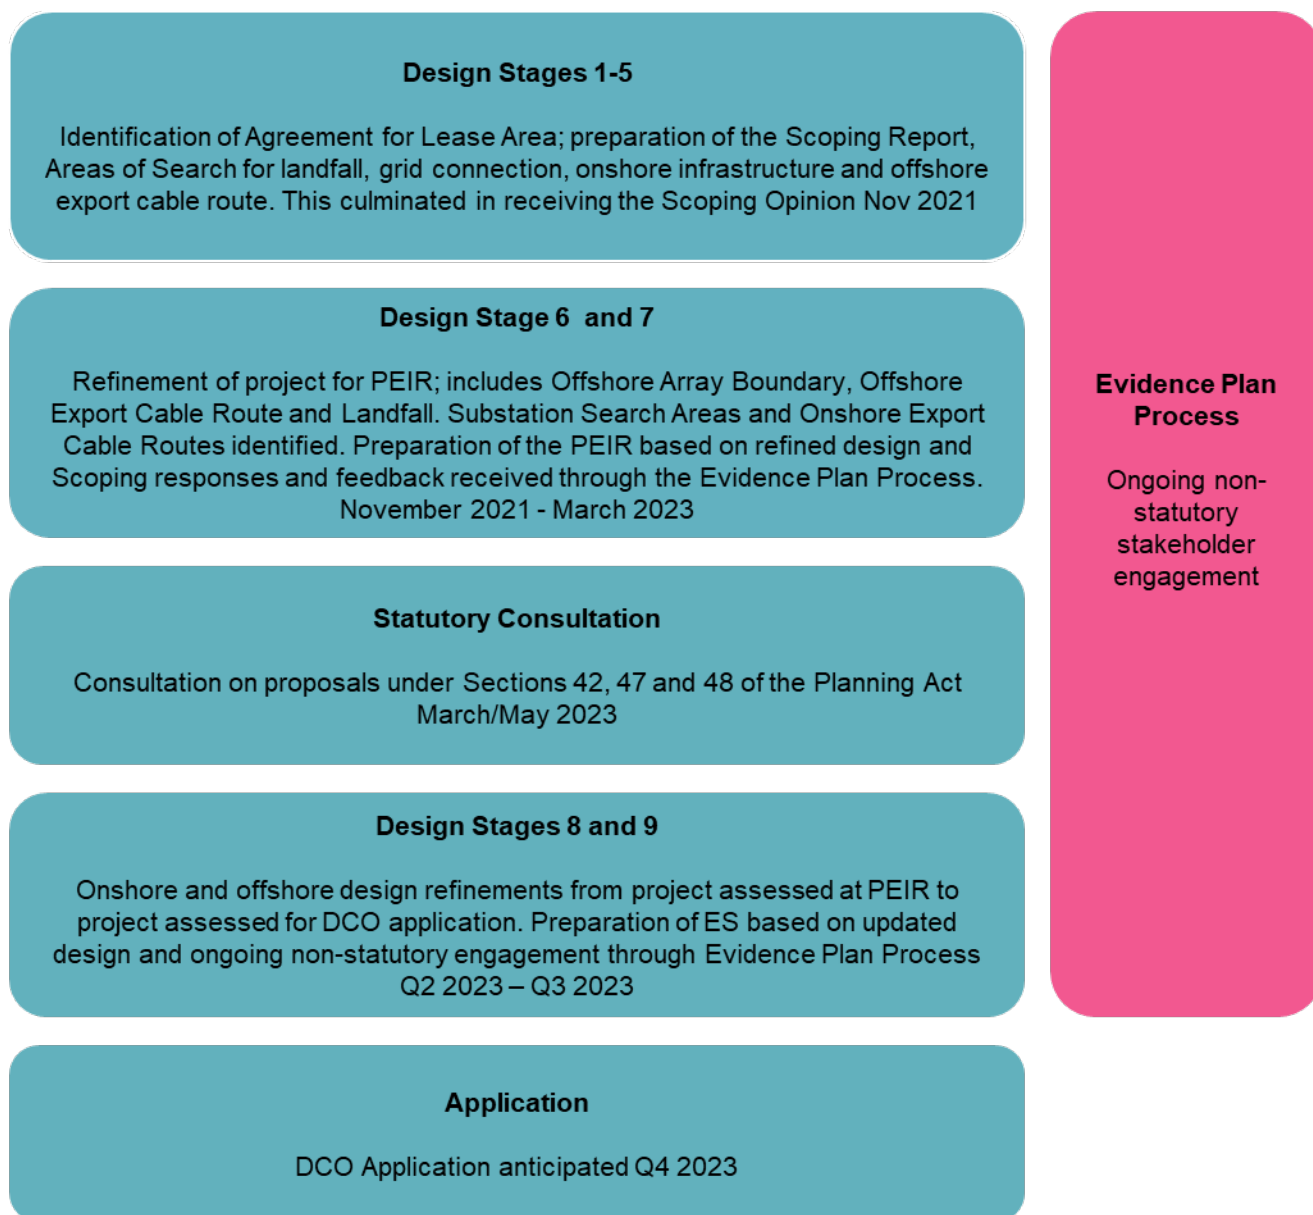 Design Stages 1-5
Identification of Agreement for Lease Area; preparation of the Scoping Report,
Areas of Search for landfall, grid connection, onshore infrastructure and offshore
export cable route. This culminated in receiving the Scoping Opinion Nov 2021
Design Stage 6 and 7
Refinement of project for PEIR; includes Offshore Array Boundary, Offshore
Export Cable Route and Landfall. Substation Search Areas and Onshore Export
Cable Routes identified. Preparation of the PEIR based on refined design and
Scoping responses and feedback received through the Evidence Plan Process.
November 2021 - March 2023
Statutory Consultation
Consultation on proposals under Sections 42, 47 and 48 of the Planning Act
March/May 2023
Design Stages 8 and 9
Onshore and offshore design refinements from project assessed at PEIR to
project assessed for DCO application. Preparation of ES based on updated
design and ongoing non-statutory engagement through Evidence Plan Process
Q2 2023 – Q3 2023
Application
DCO Application anticipated Q4 2023
Evidence Plan
Process
Ongoing non-
statutory
stakeholder
engagement